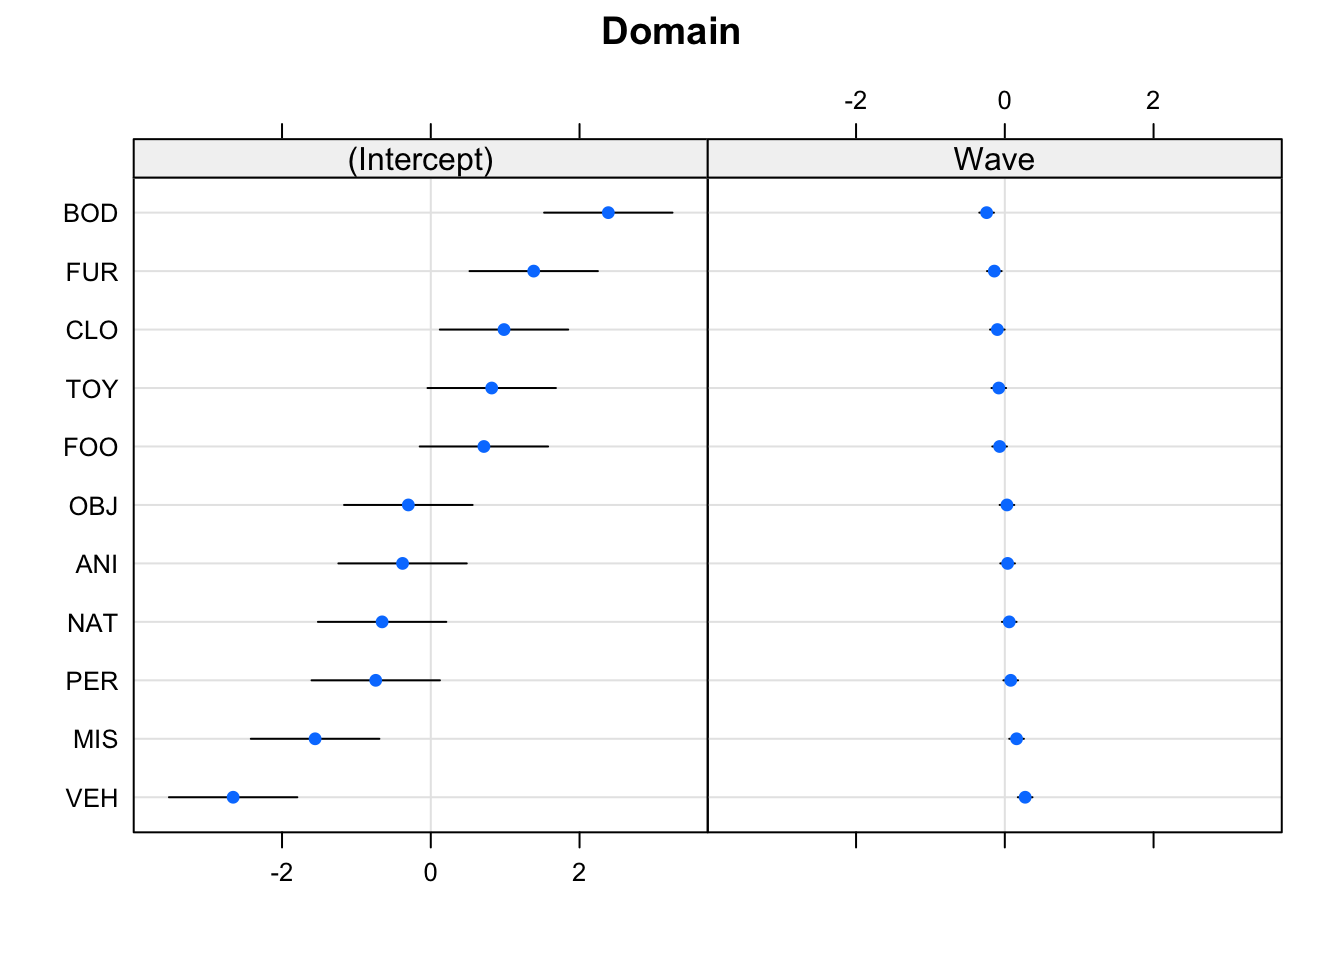 Domain
-2 0 2
(Intercept) Wave
BOD
FUR
CLO
TOY
FOO
OBJ
ANI
NAT
PER
MIS
VEH
-2 0 2